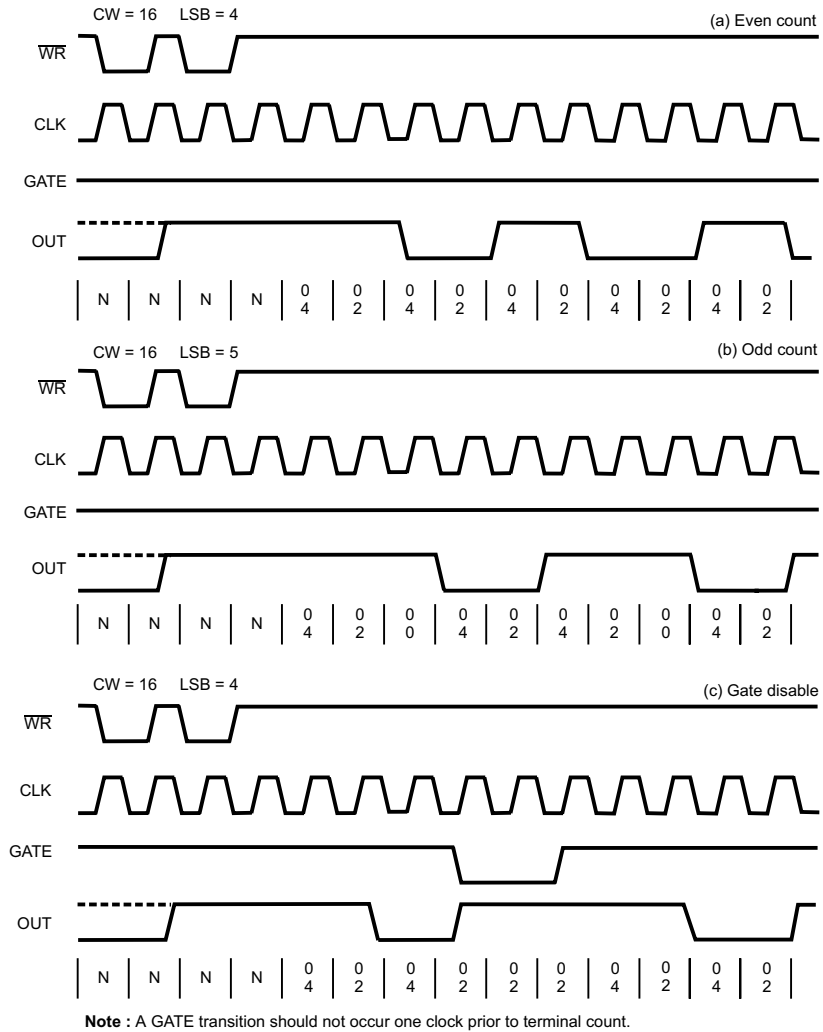 CW = 16 LSB = 4
(a) Even count
WR
CLK
GATE
OUT
N N N N 0 0 0 0 0 0 0 0 0 0
4 2 4 2 4 2 4 2 4 2
CW = 16 LSB = 5
(b) Odd count
WR
CLK
GATE
OUT
N N N N 0 0 0 0 0 0 0 0 0 0
4 2 0 4 2 4 2 0 4 2
CW = 16 LSB = 4
(c) Gate disable
WR
CLK
GATE
OUT
N N N N 0 0 0 0 0 0 0 0 0 0
4 2 4 2 2 2 4 2 4 2
Note : A GATE transition should not occur one clock prior to terminal count.